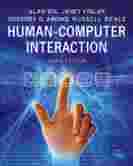 ALAN DIX, JANET FINLAY,
GREGORY D. ABOWD, RUSSELL BEALE
HUMAN-COMPUTER
INTERACTION
THIRD EDITION